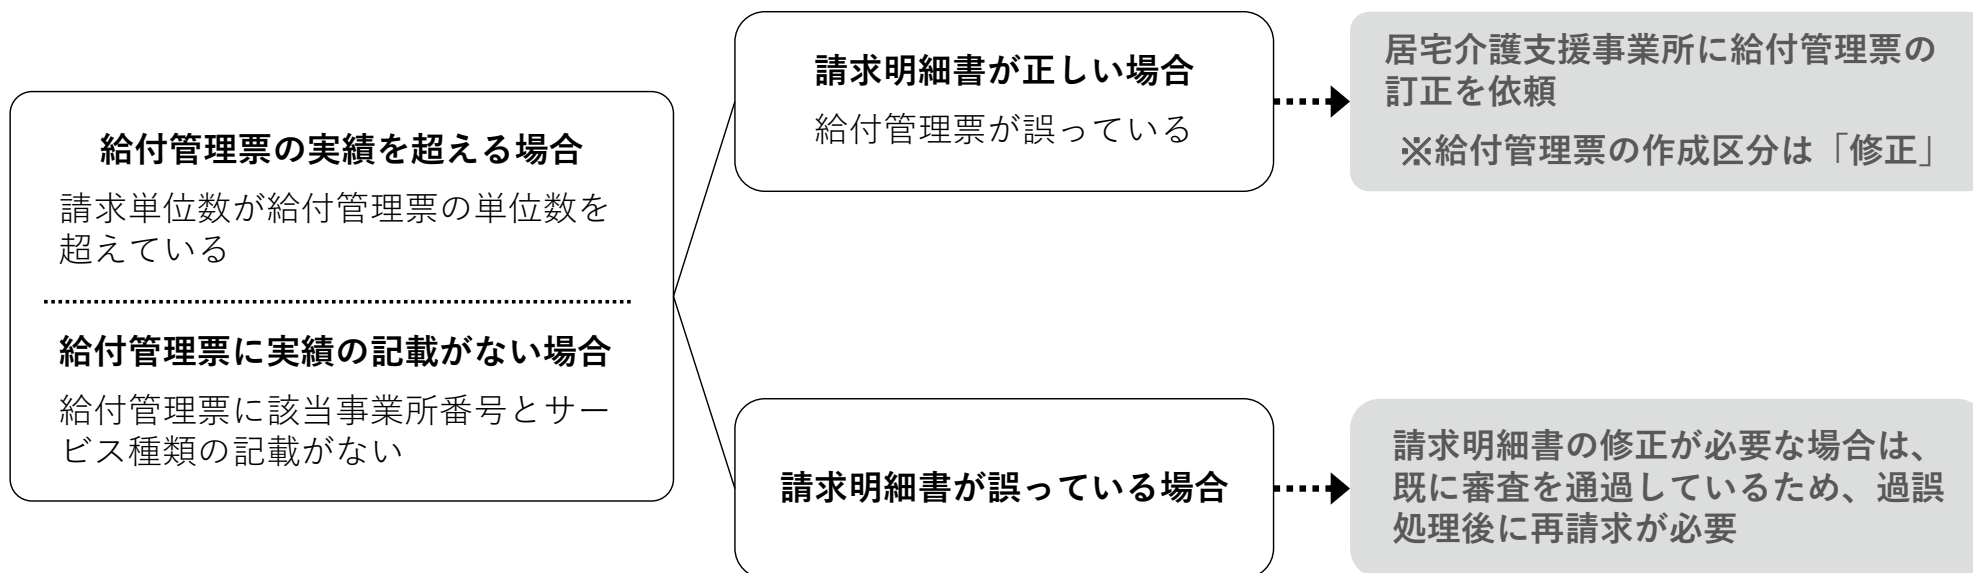 給付管理票の実績を超える場合
請求単位数が給付管理票の単位数を
超えている
給付管理票に実績の記載がない場合
給付管理票に該当事業所番号とサー
ビス種類の記載がない
請求明細書が正しい場合
給付管理票が誤っている
居宅介護支援事業所に給付管理票の
訂正を依頼
※給付管理票の作成区分は「修正」
請求明細書が誤っている場合
請求明細書の修正が必要な場合は、
既に審査を通過しているため、過誤
処理後に再請求が必要